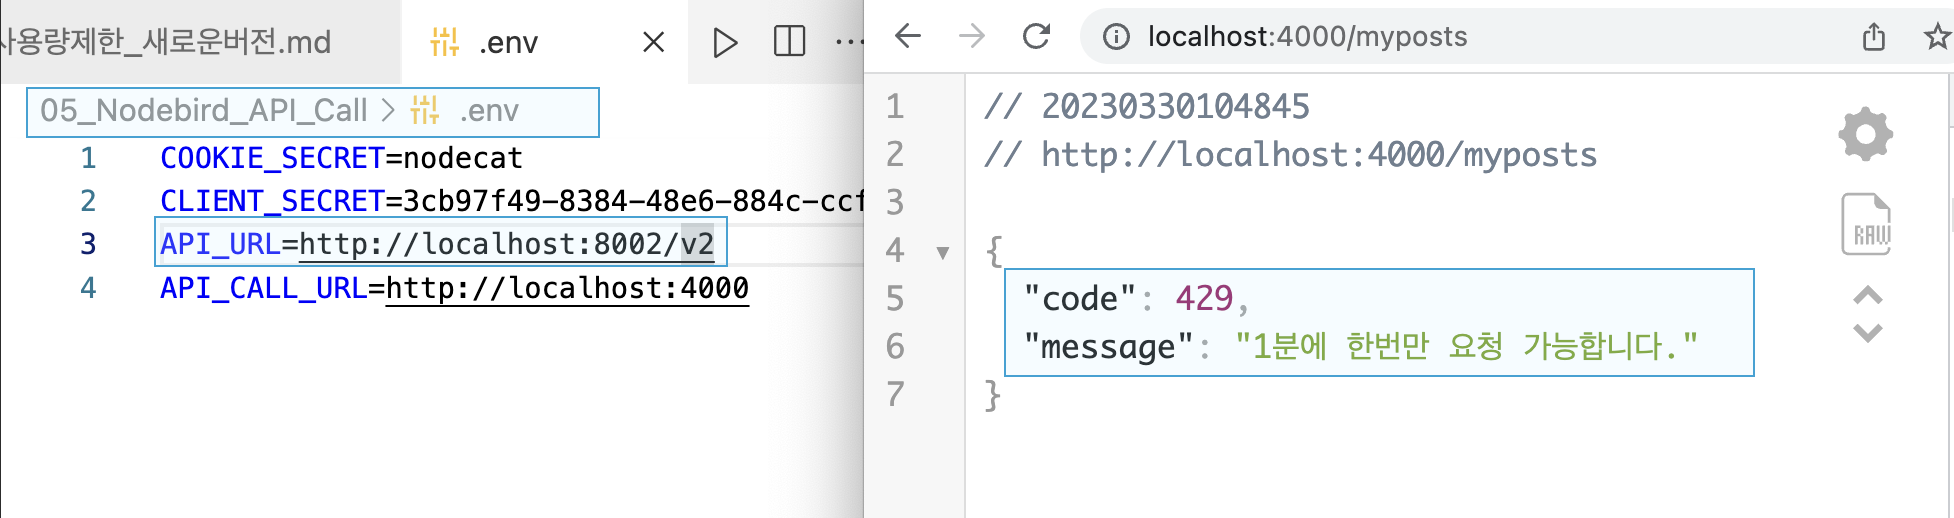 사용량제한_새로운버전.md
.env
05_Nodebird_API_Call > .env
1 COOKIE_SECRET=nodecat
2 CLIENT_SECRET=3cb97f49-8384-48e6-884c-ccf
3 API_URL=http://localhost:8002/v2
4 API_CALL_URL=http://localhost:4000
localhost:4000/myposts
1 // 20230330104845
2 // http://localhost:4000/myposts
3
4 {
5 "code": 429,
6 "message": "1분에 한번만 요청 가능합니다."
7 }
RAW